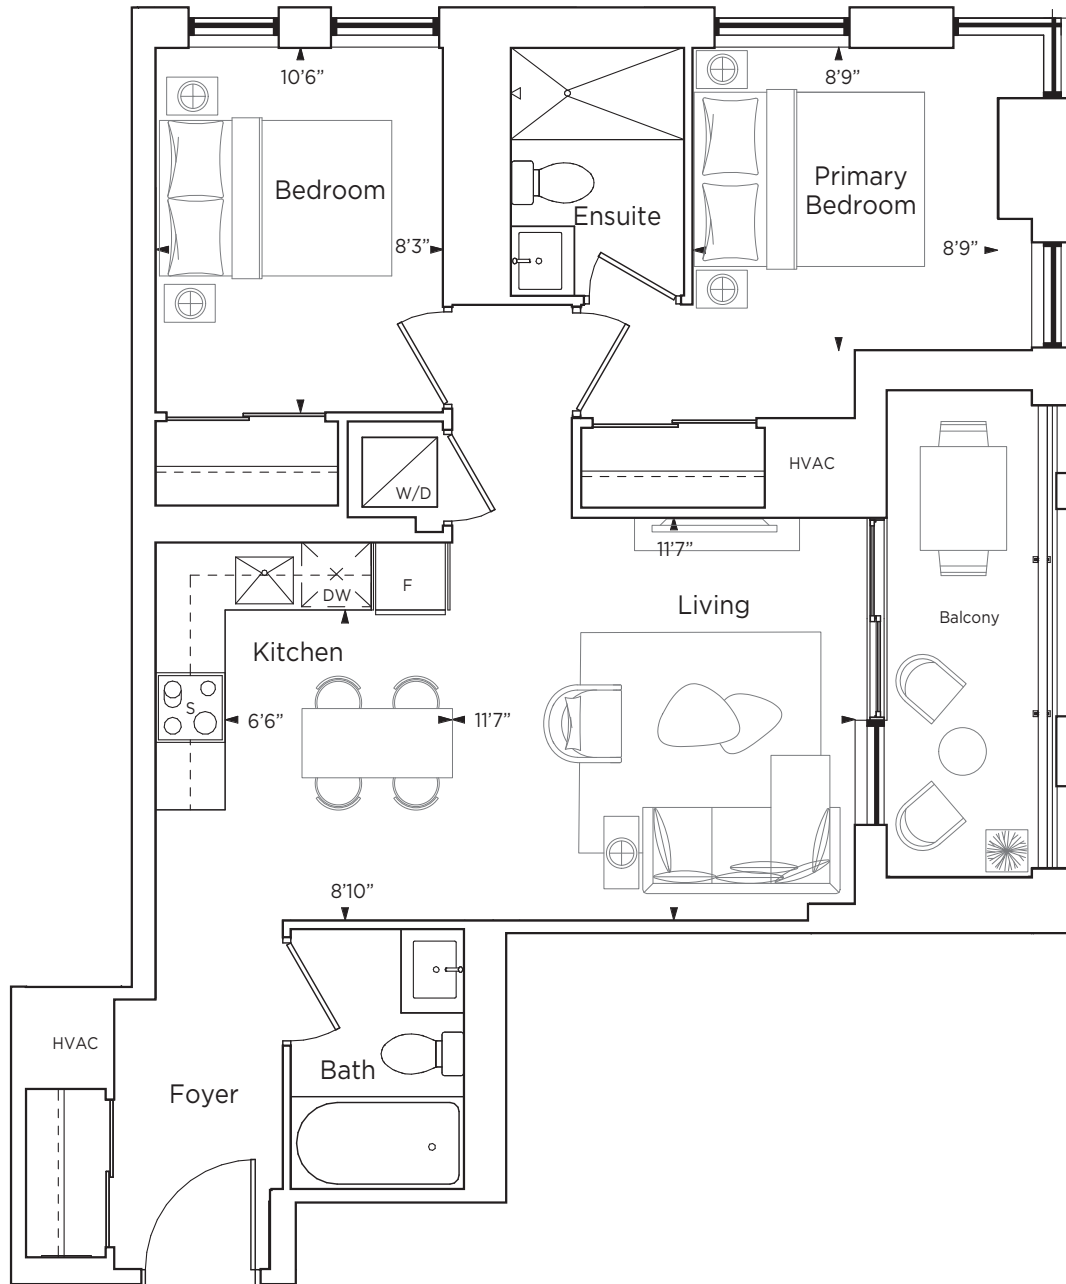 10’6”
8’9”
Bedroom
Primary
Bedroom
Ensuite
8’3”
8’9”
HVAC
W/D
11’7”
F
DW
Living
Balcony
Kitchen
S
6’6”
11’7”
8’10”
HVAC
Bath
Foyer